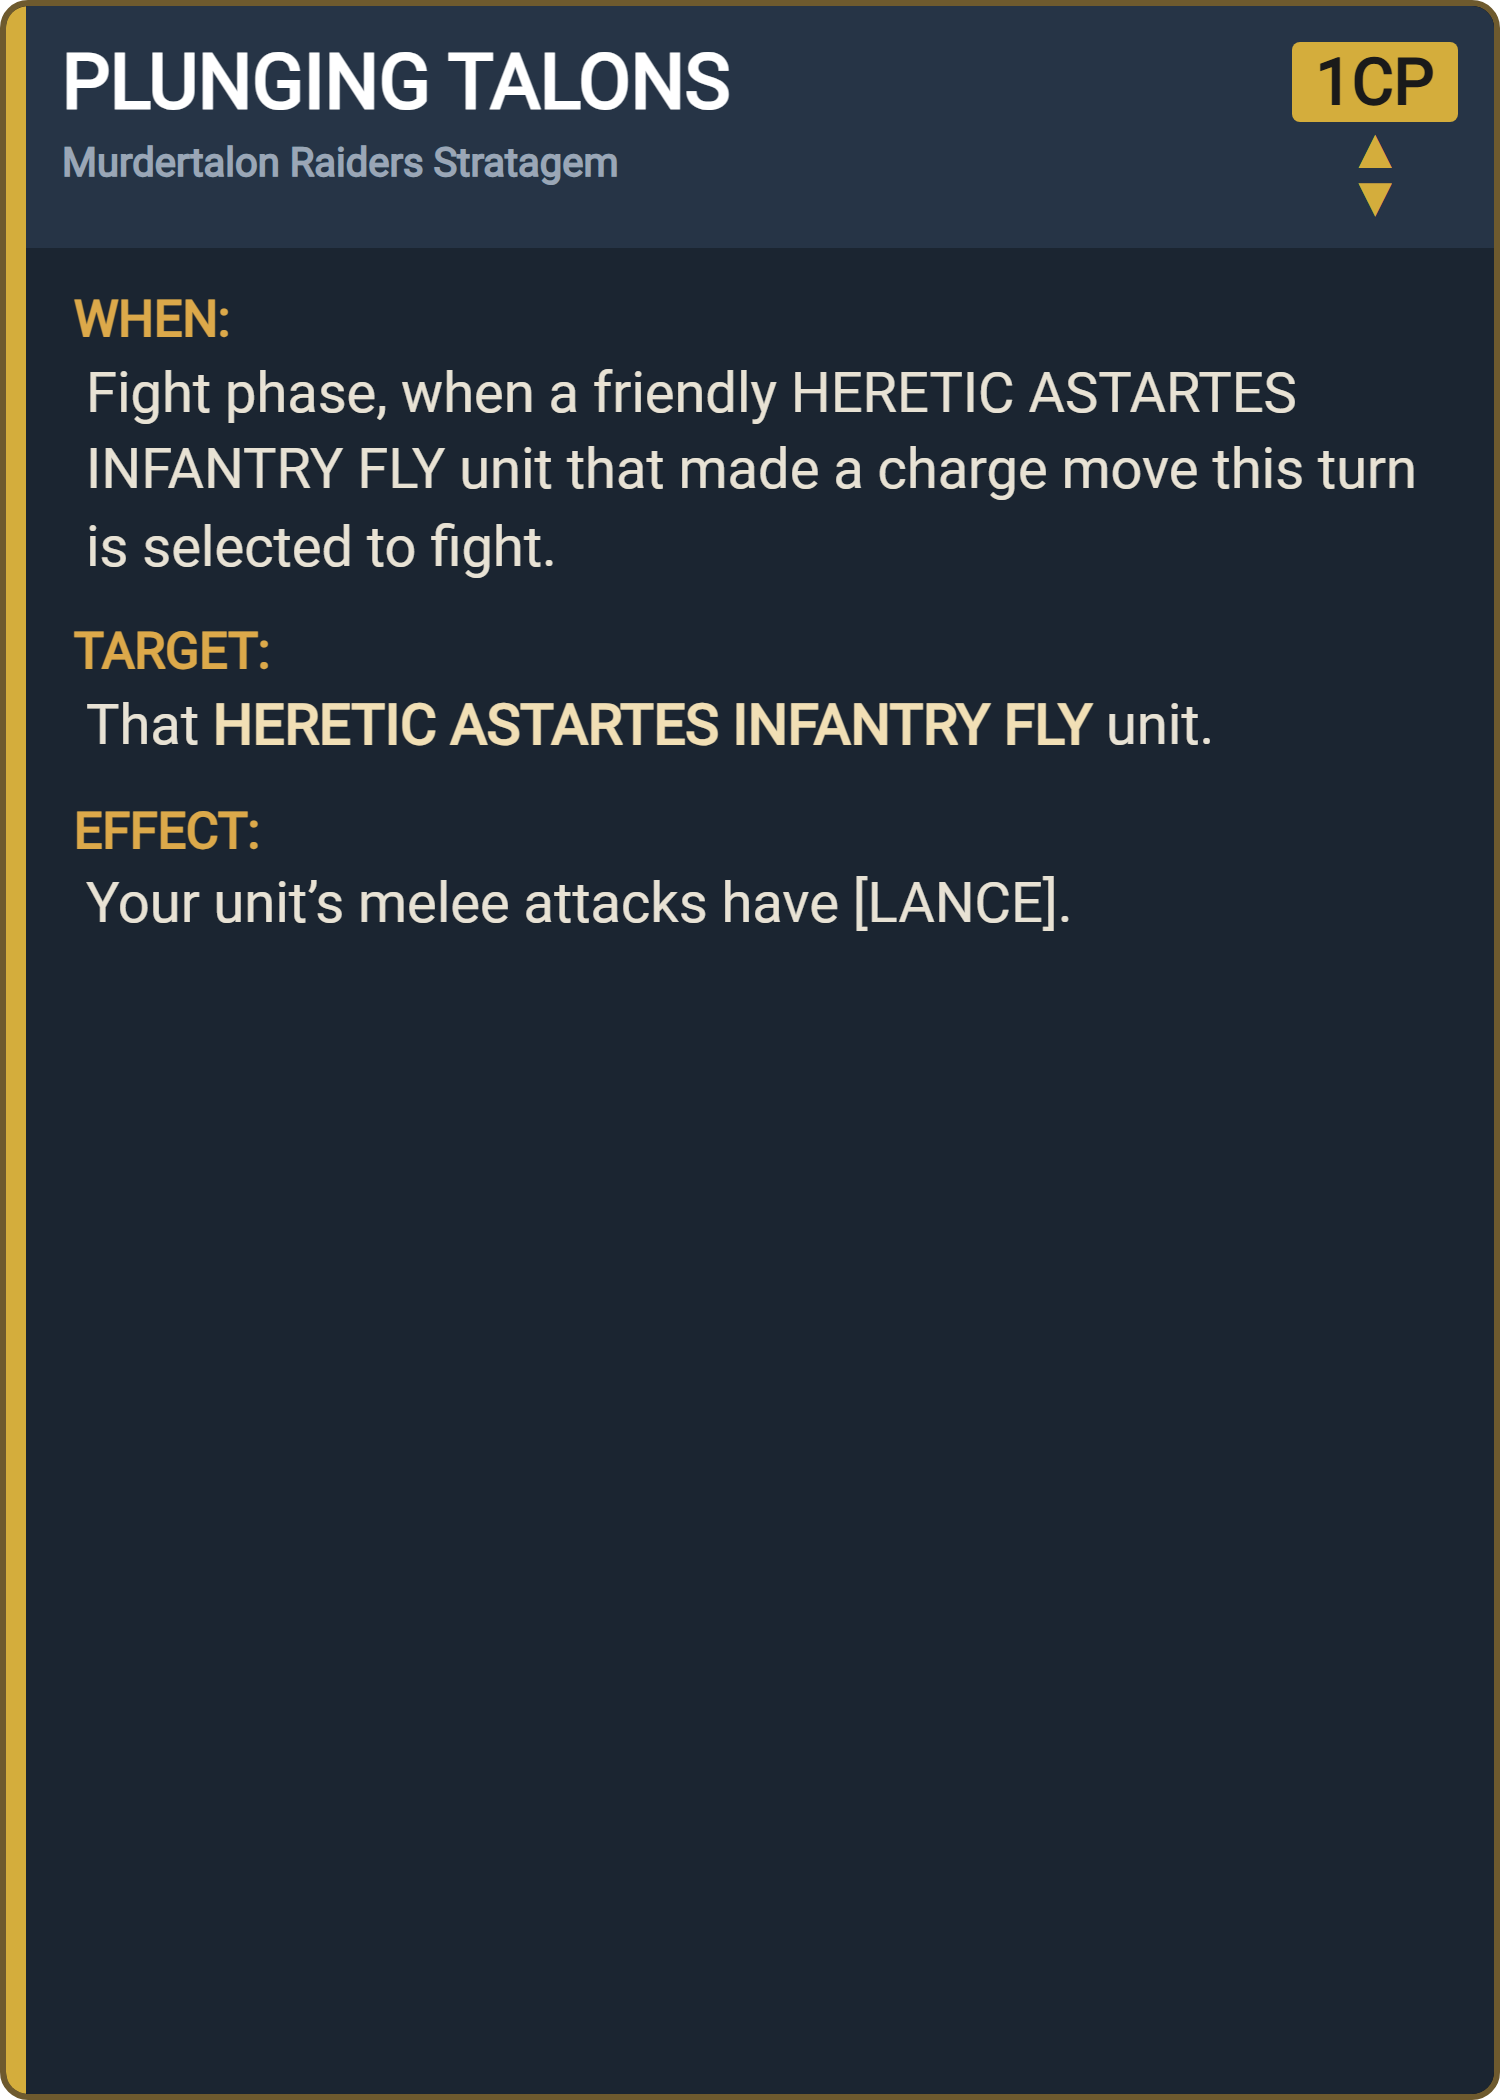 PLUNGING TALONS
1CP
Murdertalon Raiders Stratagem
WHEN:
Fight phase, when a friendly HERETIC ASTARTES
INFANTRY FLY unit that made a charge move this turn
is selected to fight.
TARGET:
That HERETIC ASTARTES INFANTRY FLY unit.
EFFECT:
Your unit’s melee attacks have [LANCE].